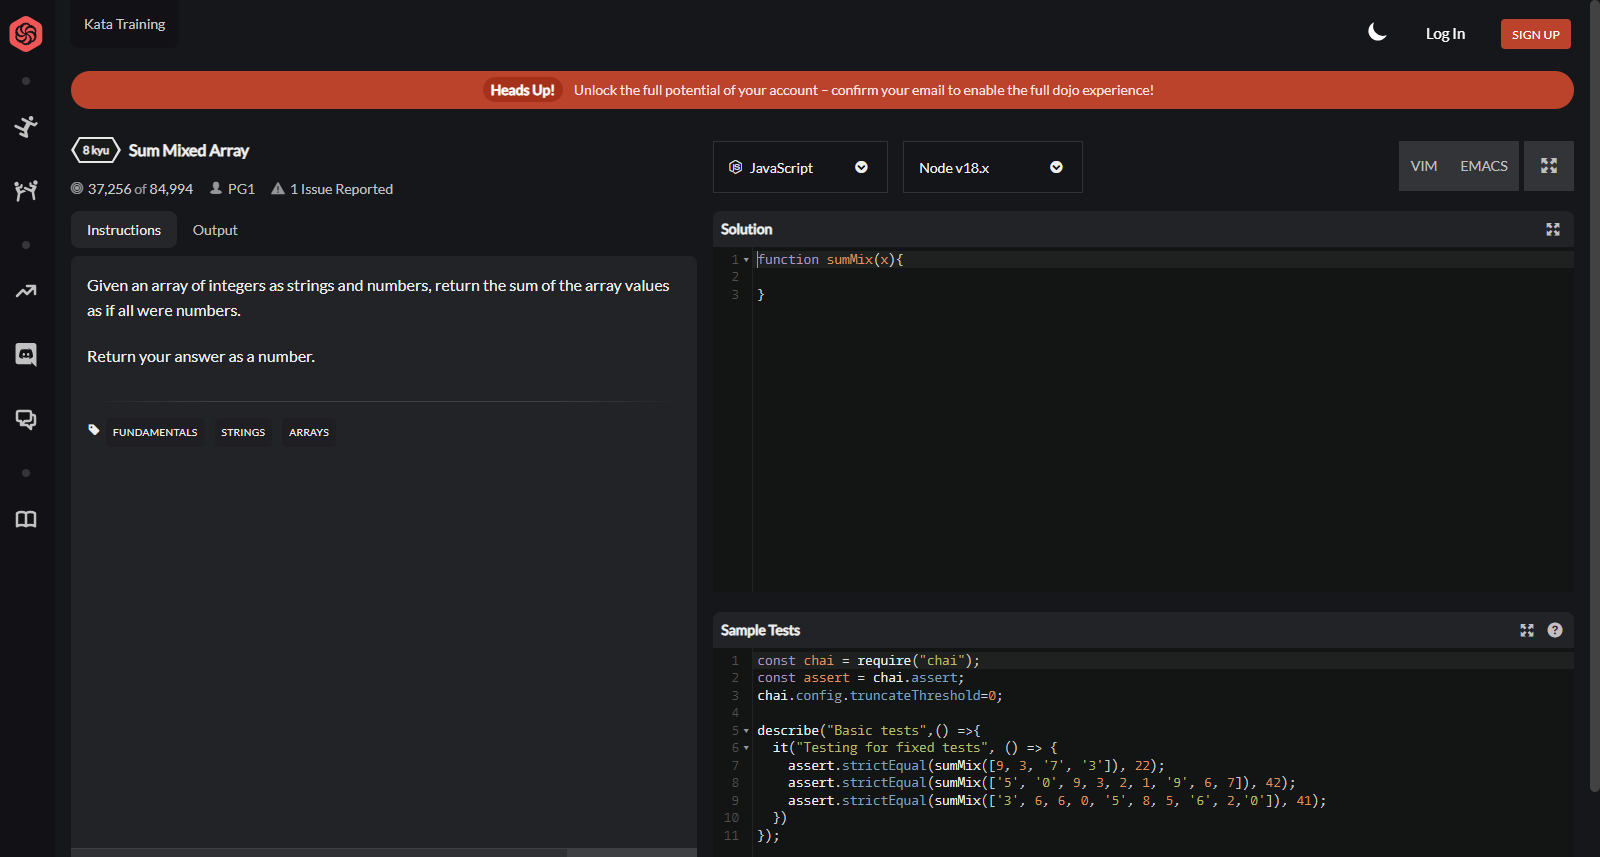 Kata Training
Log In
SIGN UP
Heads Up! Unlock the full potential of your account – confirm your email to enable the full dojo experience!
8 kyu Sum Mixed Array
37,256 of 84,994 PG1 1 Issue Reported
Instructions Output
Given an array of integers as strings and numbers, return the sum of the array values
as if all were numbers.
Return your answer as a number.
FUNDAMENTALS STRINGS ARRAYS
JavaScript Node v18.x VIM EMACS
Solution
1 function sumMix(x){
2
3 }
Sample Tests
1 const chai = require("chai");
2 const assert = chai.assert;
3 chai.config.truncateThreshold=0;
4
5 describe("Basic tests",() =>{
6   it("Testing for fixed tests", () => {
7     assert.strictEqual(sumMix([9, 3, '7', '3']), 22);
8     assert.strictEqual(sumMix(['5', '0', 9, 3, 2, 1, '9', 6, 7]), 42);
9     assert.strictEqual(sumMix(['3', 6, 6, 0, '5', 8, 5, '6', 2,'0']), 41);
10   })
11 });